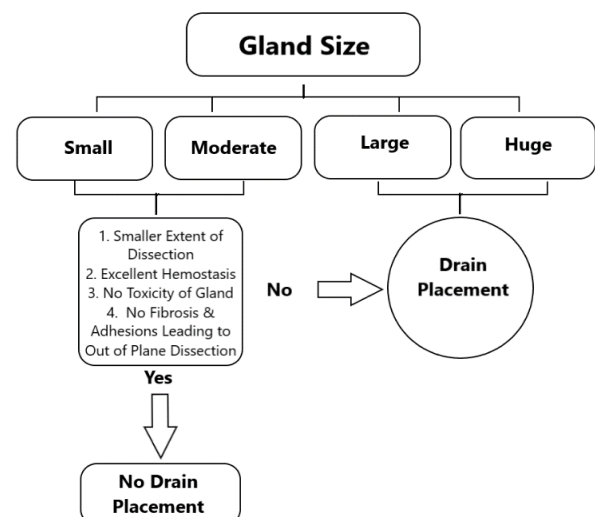 Gland Size
Small
Moderate
Large
Huge
1. Smaller Extent of
Dissection
2. Excellent Hemostasis
3. No Toxicity of Gland
4. No Fibrosis &
Adhesions Leading to
Out of Plane Dissection
No
Drain
Placement
Yes
No Drain
Placement